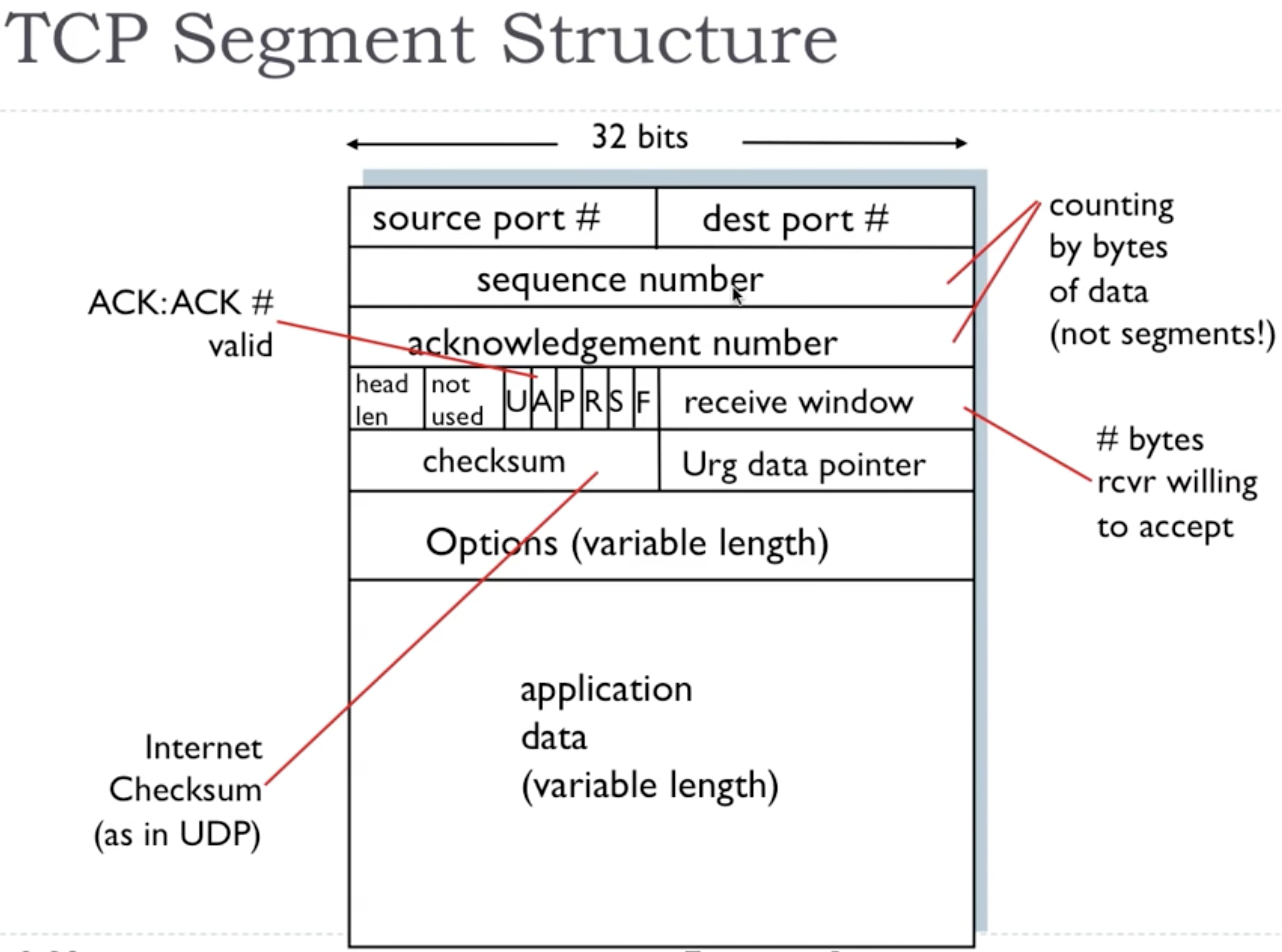 TCP Segment Structure
32 bits
source port #
dest port #
counting
by bytes
of data
(not segments!)
sequence number
ACK:ACK #
valid
acknowledgement number
head
len
not
used
U A P R S F
receive window
# bytes
rcvr willing
to accept
checksum
Urg data pointer
Options (variable length)
application
data
(variable length)
Internet
Checksum
(as in UDP)